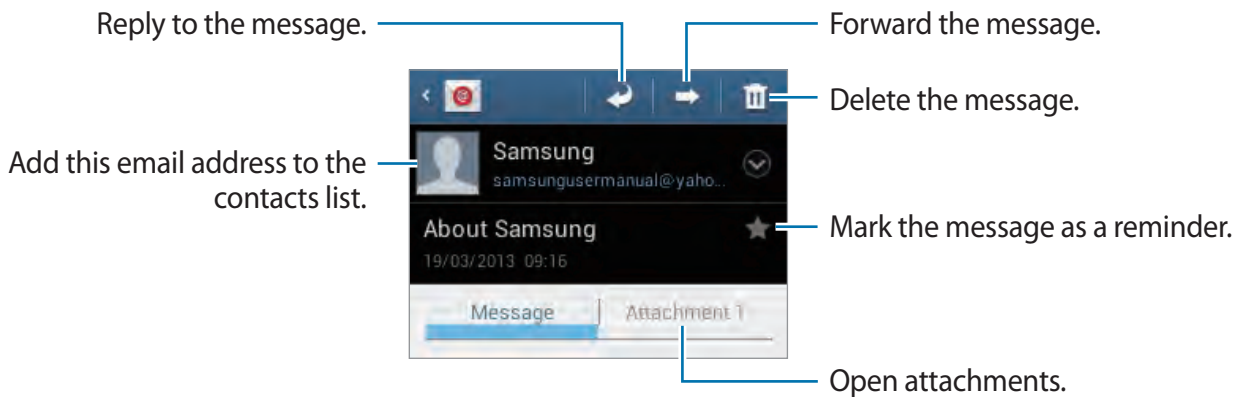 Reply to the message.
Forward the message.
Delete the message.
Add this email address to the
contacts list.
Samsung
samsungusermanual@yaho..
About Samsung
19/03/2013 09:16
Mark the message as a reminder.
Message
Attachment 1
Open attachments.